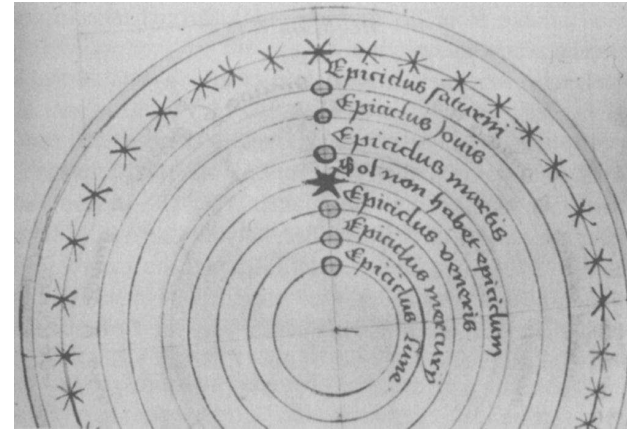 Epiciclus saturni
Epiciclus Jouis
Epiciclus martis
Sol non habet epiciclum
Epiciclus veneris
Epiciclus mercurij
Epiciclus lune